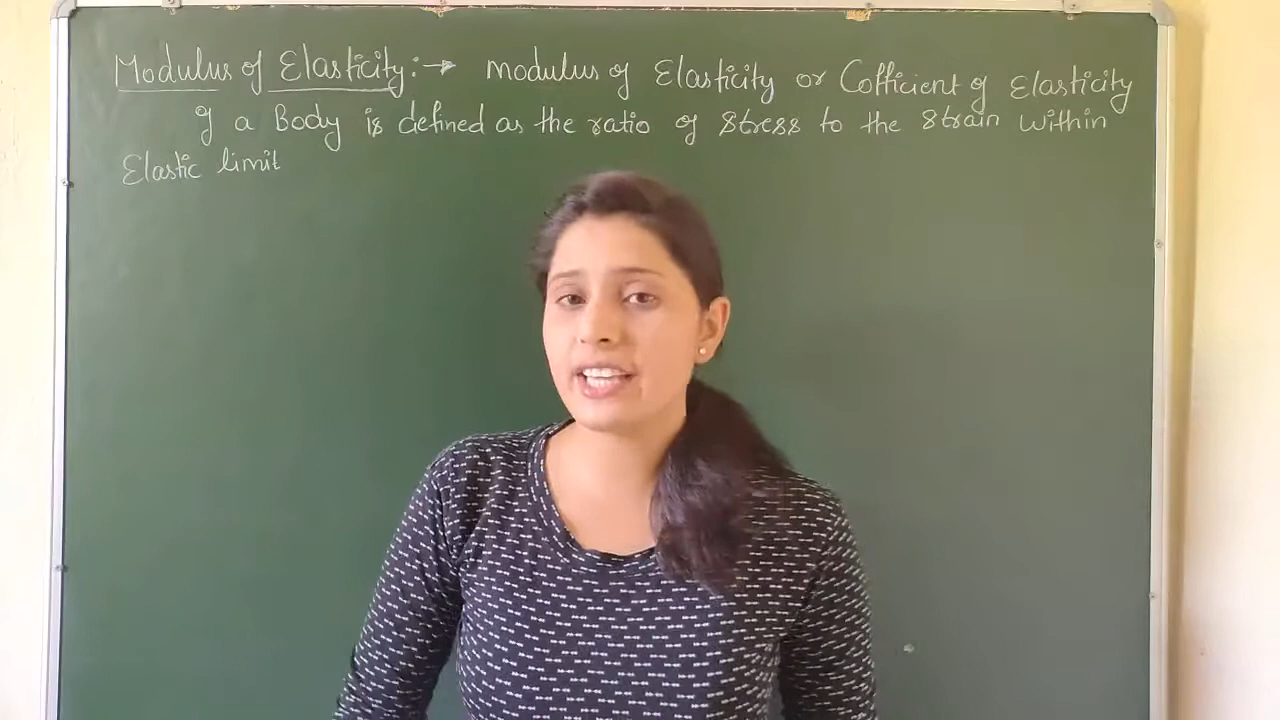 Modulus of Elasticity :→ modulus of Elasticity or Cofficient of Elasticity
of a Body is defined as the ratio of Stress to the Strain within
Elastic limit